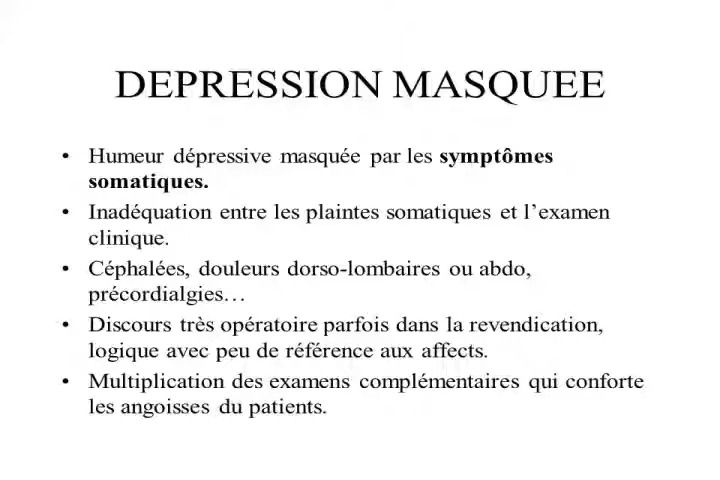 DEPRESSION MASQUEE
• Humeur dépressive masquée par les symptômes
somatiques.
• Inadéquation entre les plaintes somatiques et l’examen
clinique.
• Céphalées, douleurs dorso-lombaires ou abdo,
précordialgies…
• Discours très opératoire parfois dans la revendication,
logique avec peu de référence aux affects.
• Multiplication des examens complémentaires qui conforte
les angoisses du patients.